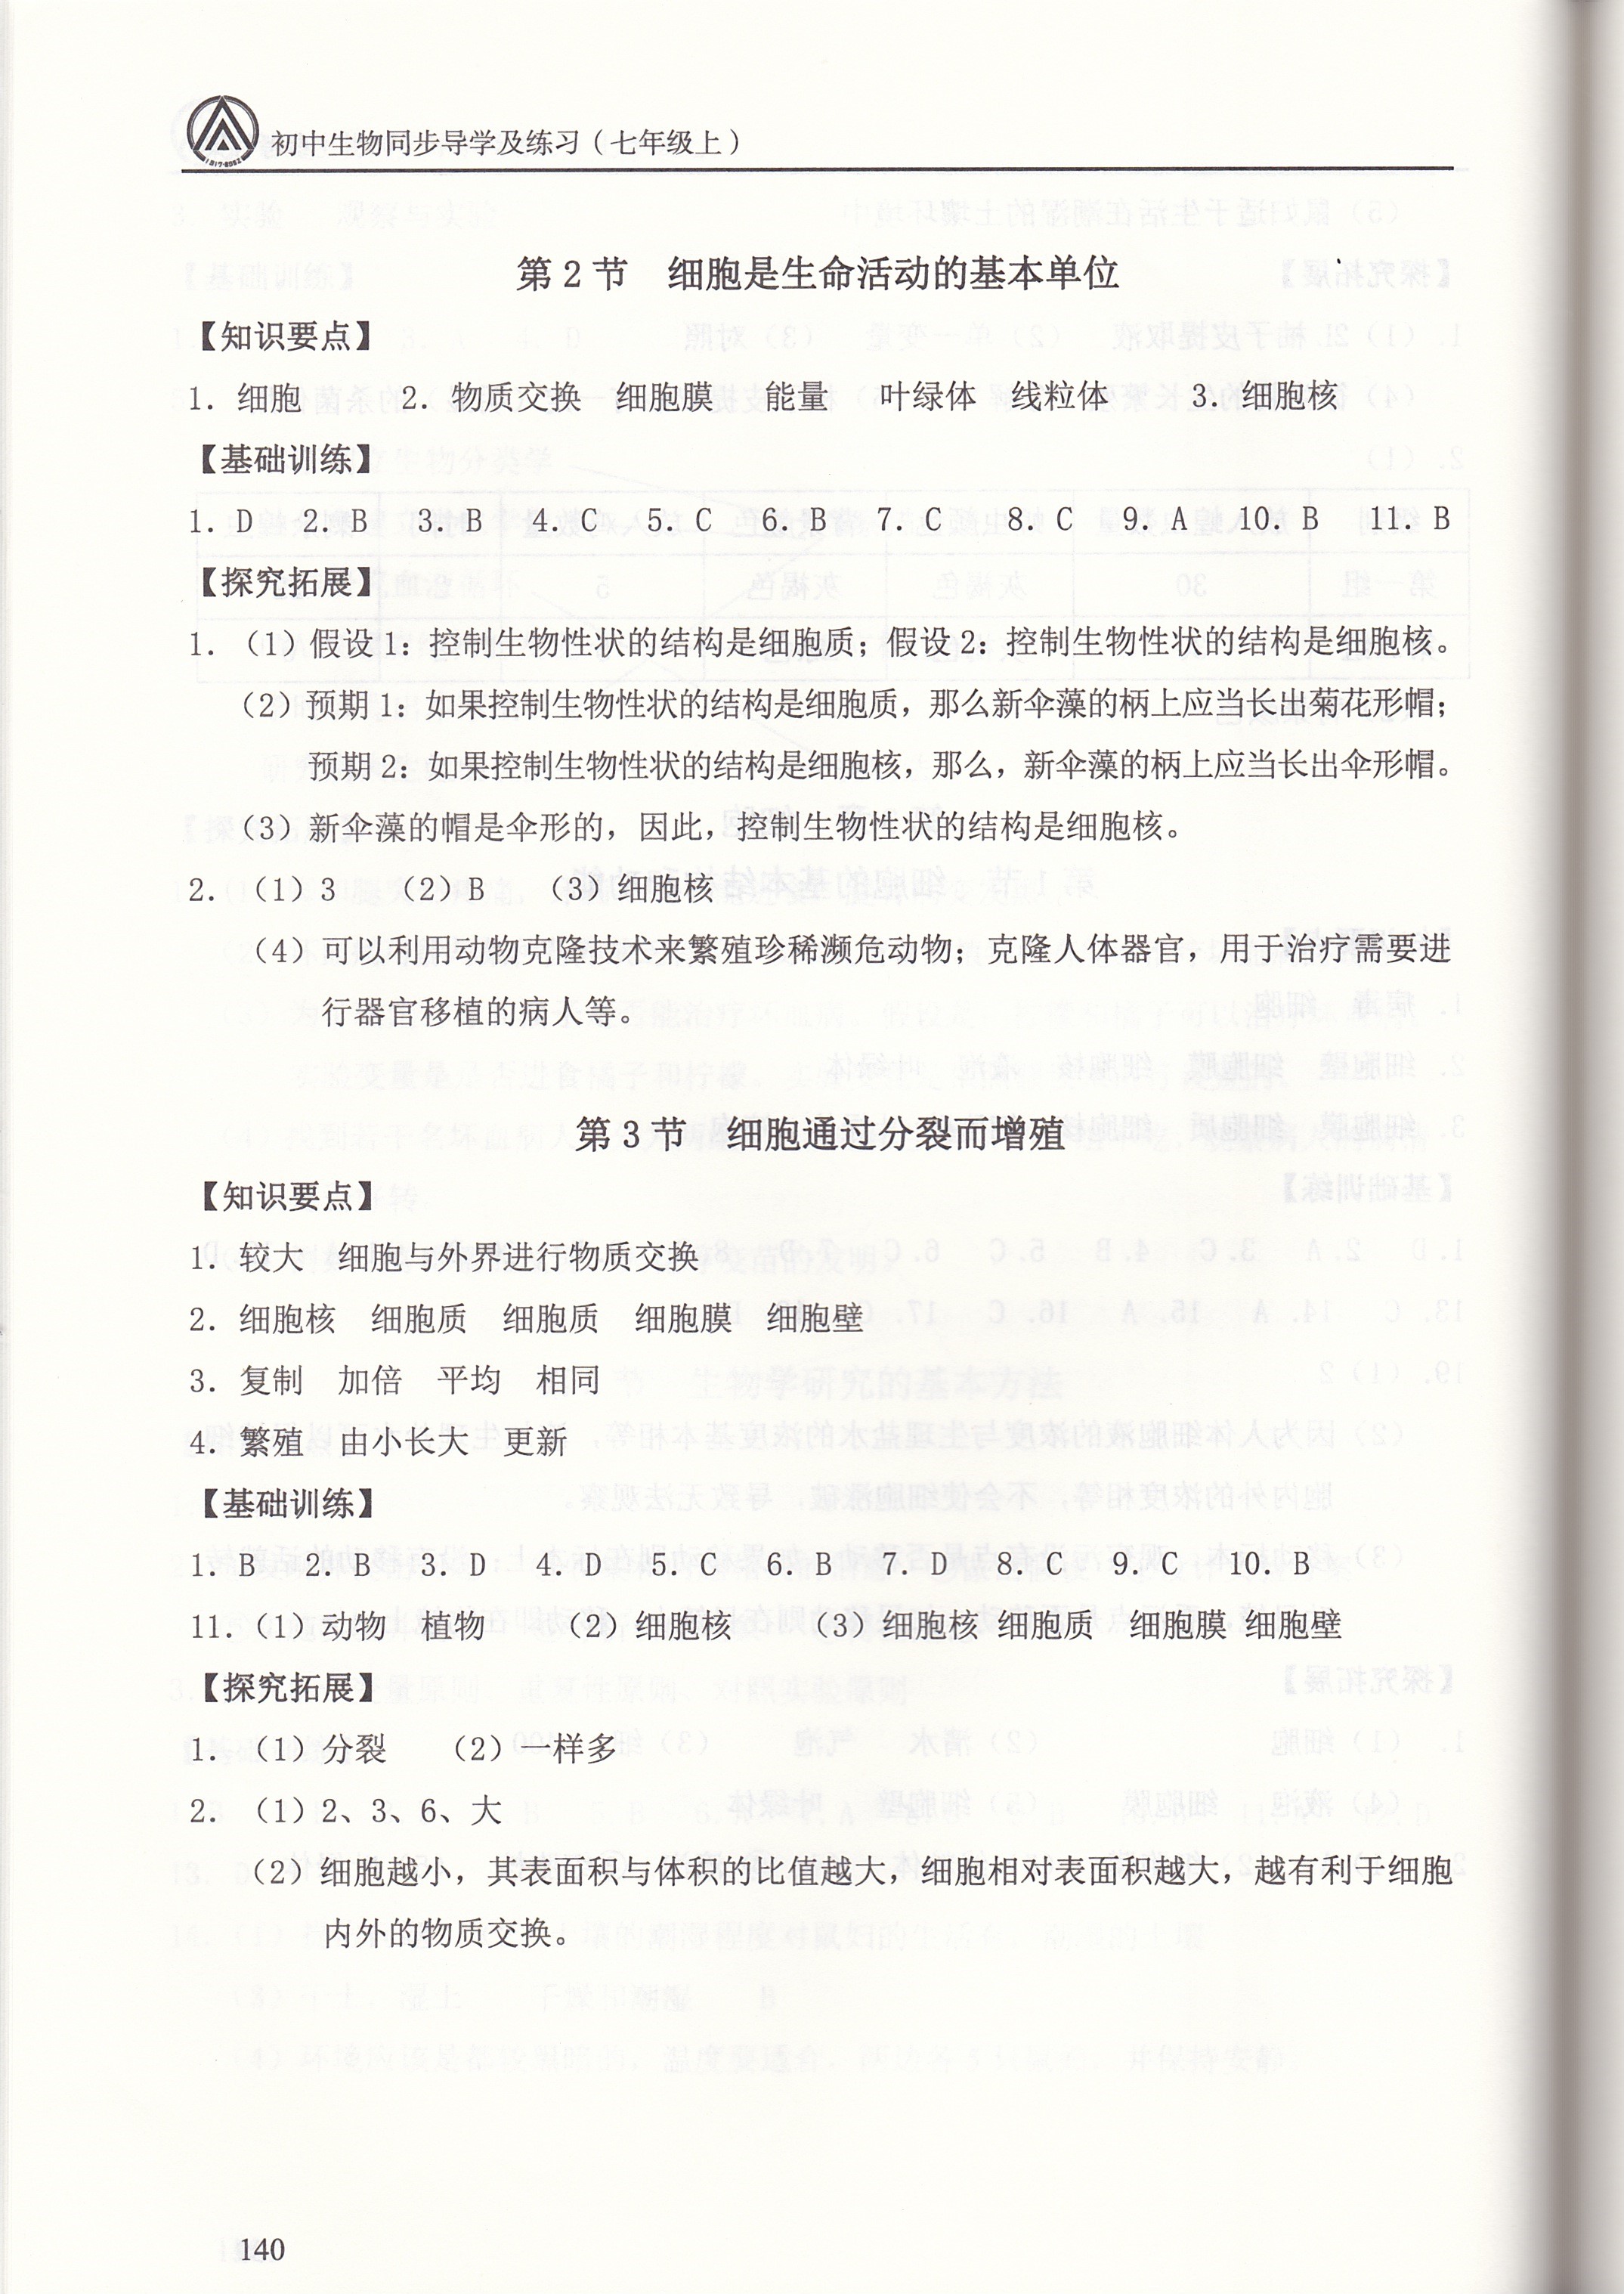 初中生物同步导学及练习（七年级上）
第 2 节　细胞是生命活动的基本单位
【知识要点】
1. 细胞　　2. 物质交换　细胞膜　能量　叶绿体　线粒体　　3. 细胞核
【基础训练】
1. D　2. B　3. B　4. C　5. C　6. B　7. C　8. C　9. A　10. B　11. B
【探究拓展】
1. （1）假设 1：控制生物性状的结构是细胞质；假设 2：控制生物性状的结构是细胞核。
（2）预期 1：如果控制生物性状的结构是细胞质，那么新伞藻的柄上应当长出菊花形帽；
预期 2：如果控制生物性状的结构是细胞核，那么，新伞藻的柄上应当长出伞形帽。
（3）新伞藻的帽是伞形的，因此，控制生物性状的结构是细胞核。
2. （1）3　（2）B　（3）细胞核
（4）可以利用动物克隆技术来繁殖珍稀濒危动物；克隆人体器官，用于治疗需要进
行器官移植的病人等。
第 3 节　细胞通过分裂而增殖
【知识要点】
1. 较大　细胞与外界进行物质交换
2. 细胞核　细胞质　细胞质　细胞膜　细胞壁
3. 复制　加倍　平均　相同
4. 繁殖　由小长大　更新
【基础训练】
1. B　2. B　3. D　4. D　5. C　6. B　7. D　8. C　9. C　10. B
11. （1）动物　植物　（2）细胞核　（3）细胞核 细胞质　细胞膜 细胞壁
【探究拓展】
1. （1）分裂　（2）一样多
2. （1）2、3、6、大
（2）细胞越小，其表面积与体积的比值越大，细胞相对表面积越大，越有利于细胞
内外的物质交换。
140